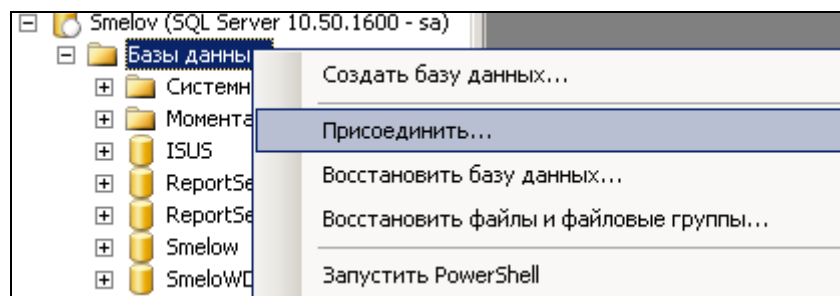 Smelov (SQL Server 10.50.1600 - sa)
Базы данны
Системн
Момента
ISUS
ReportSe
ReportSe
Smelow
SmeloWD
Создать базу данных...
Присоединить...
Восстановить базу данных...
Восстановить файлы и файловые группы...
Запустить PowerShell